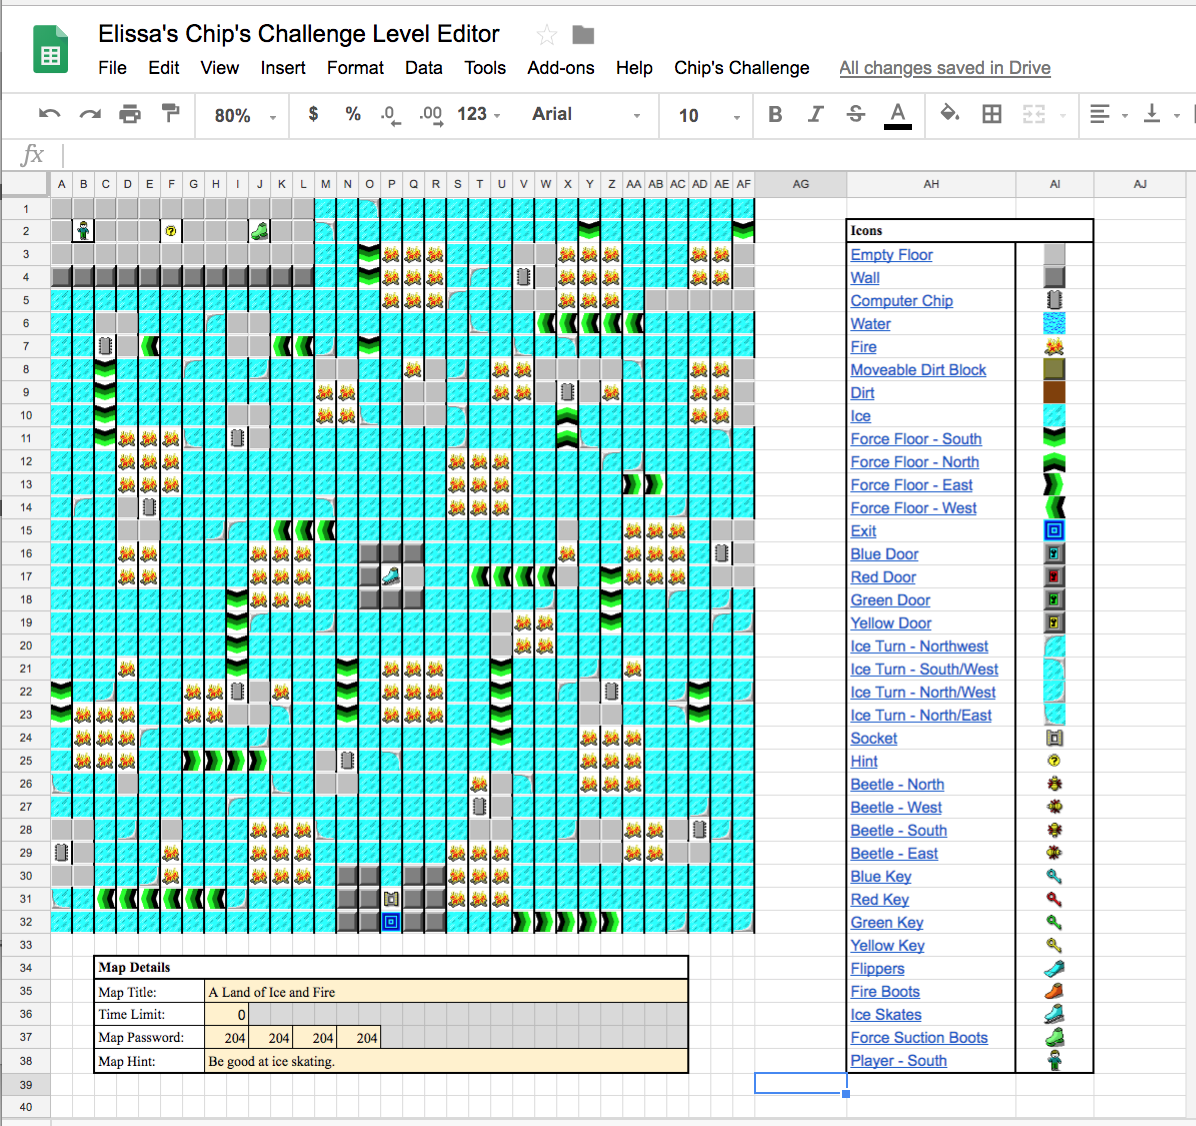 Elissa's Chip's Challenge Level Editor
File Edit View Insert Format Data Tools Add-ons Help Chip's Challenge All changes saved in Drive
80% $ % .0 .00 123 Arial 10 B I S A
fx
A B C D E F G H I J K L M N O P Q R S T U V W X Y Z AA AB AC AD AE AF AG AH AI AJ
1
2 ? Icons
3 Empty Floor
4 Wall
5 Computer Chip
6 Water
7 Fire
8 Moveable Dirt Block
9 Dirt
10 Ice
11 Force Floor - South
12 Force Floor - North
13 Force Floor - East
14 Force Floor - West
15 Exit
16 Blue Door
17 Red Door
18 Green Door
19 Yellow Door
20 Ice Turn - Northwest
21 Ice Turn - South/West
22 Ice Turn - North/West
23 Ice Turn - North/East
24 Socket
25 Hint ?
26 Beetle - North
27 Beetle - West
28 Beetle - South
29 Beetle - East
30 Blue Key
31 Red Key
32 Green Key
33 Yellow Key
34 Map Details Flippers
35 Map Title: A Land of Ice and Fire Fire Boots
36 Time Limit: 0 Ice Skates
37 Map Password: 204 204 204 204 Force Suction Boots
38 Map Hint: Be good at ice skating. Player - South
39
40